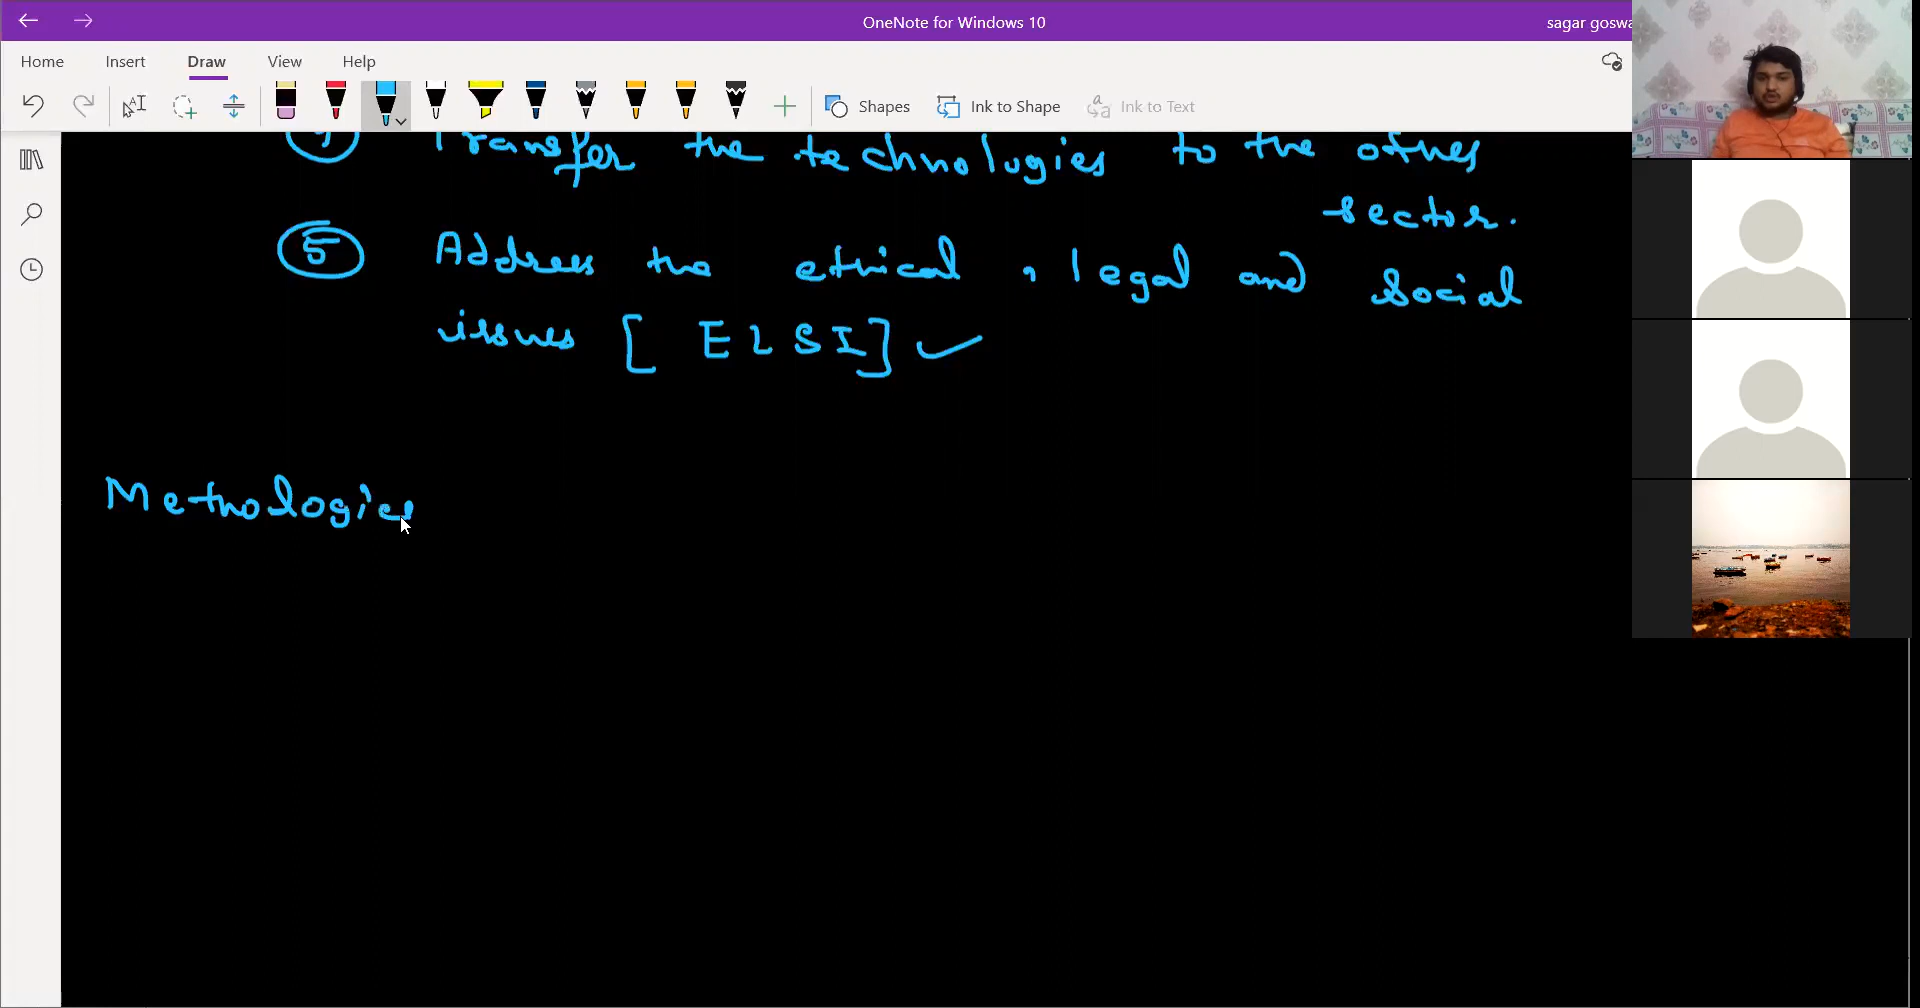 OneNote for Windows 10
sagar goswa
Home Insert Draw View Help
Shapes Ink to Shape Ink to Text
Transfer the technologies to the other
sector.
5 Address the ethical , legal and social
issues [ ELSI]
Methologies